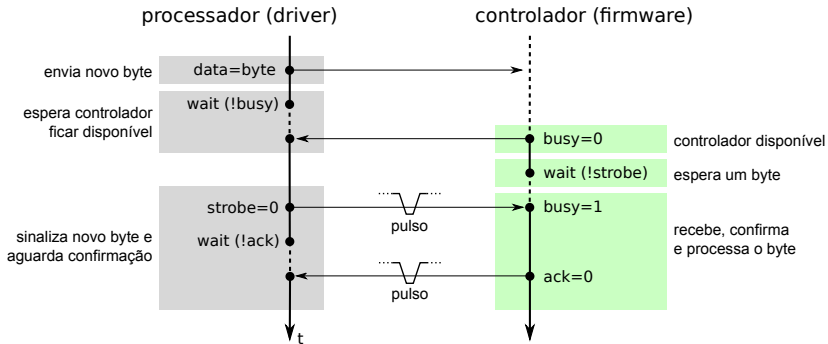 processador (driver)
controlador (firmware)
envia novo byte
data=byte
wait (!busy)
espera controlador
ficar disponível
busy=0
controlador disponível
wait (!strobe)
espera um byte
strobe=0
pulso
busy=1
sinaliza novo byte e
aguarda confirmação
wait (!ack)
recebe, confirma
e processa o byte
pulso
ack=0
t